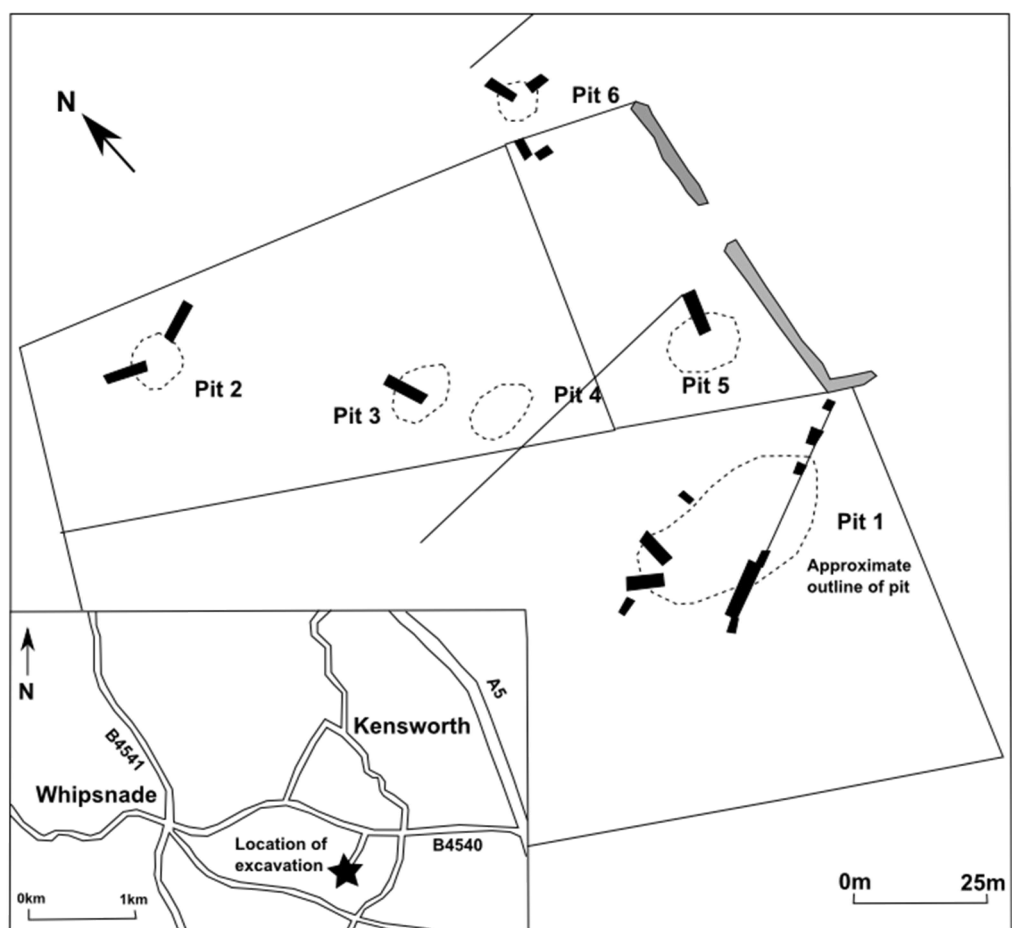 N
Pit 6
Pit 2
Pit 3
Pit 4
Pit 5
Pit 1
Approximate
outline of pit
N
A5
Kensworth
B4541
Whipsnade
Location of
excavation
B4540
0km
1km
0m
25m